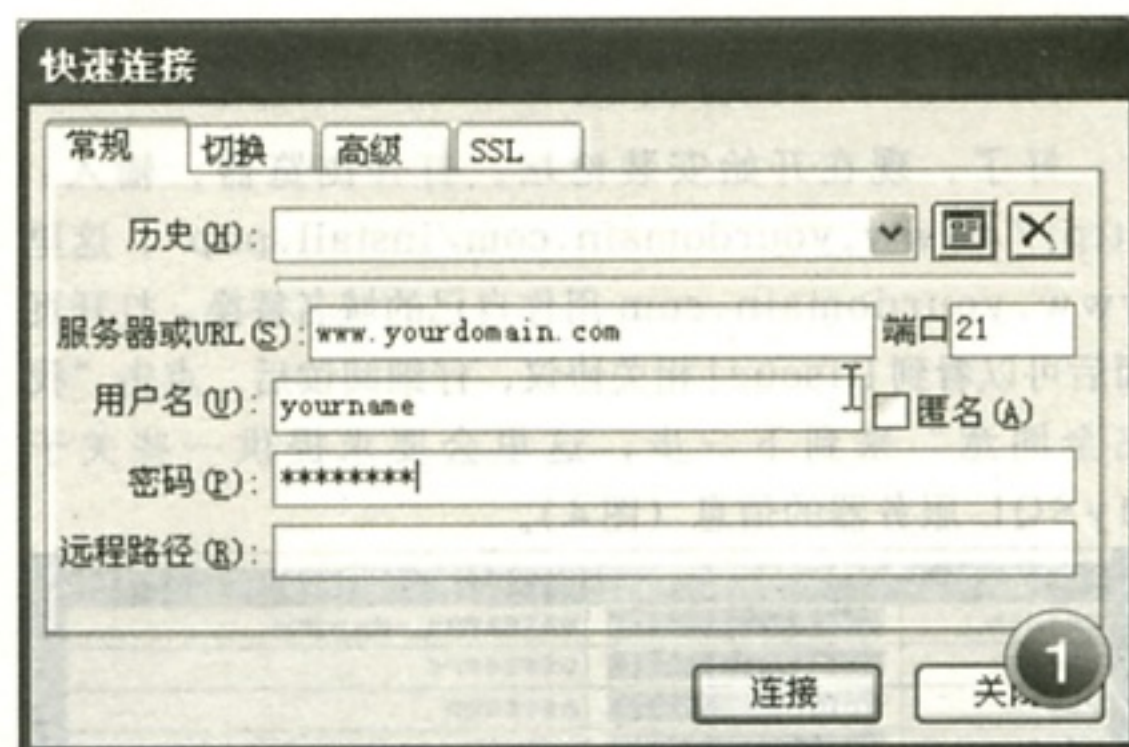 快速连接
常规 切换 高级 SSL
历史(H):
服务器或URL(S): www.yourdomain.com 端口 21
用户名(U): yourname 匿名(A)
密码(P): ********
远程路径(R):
连接 1